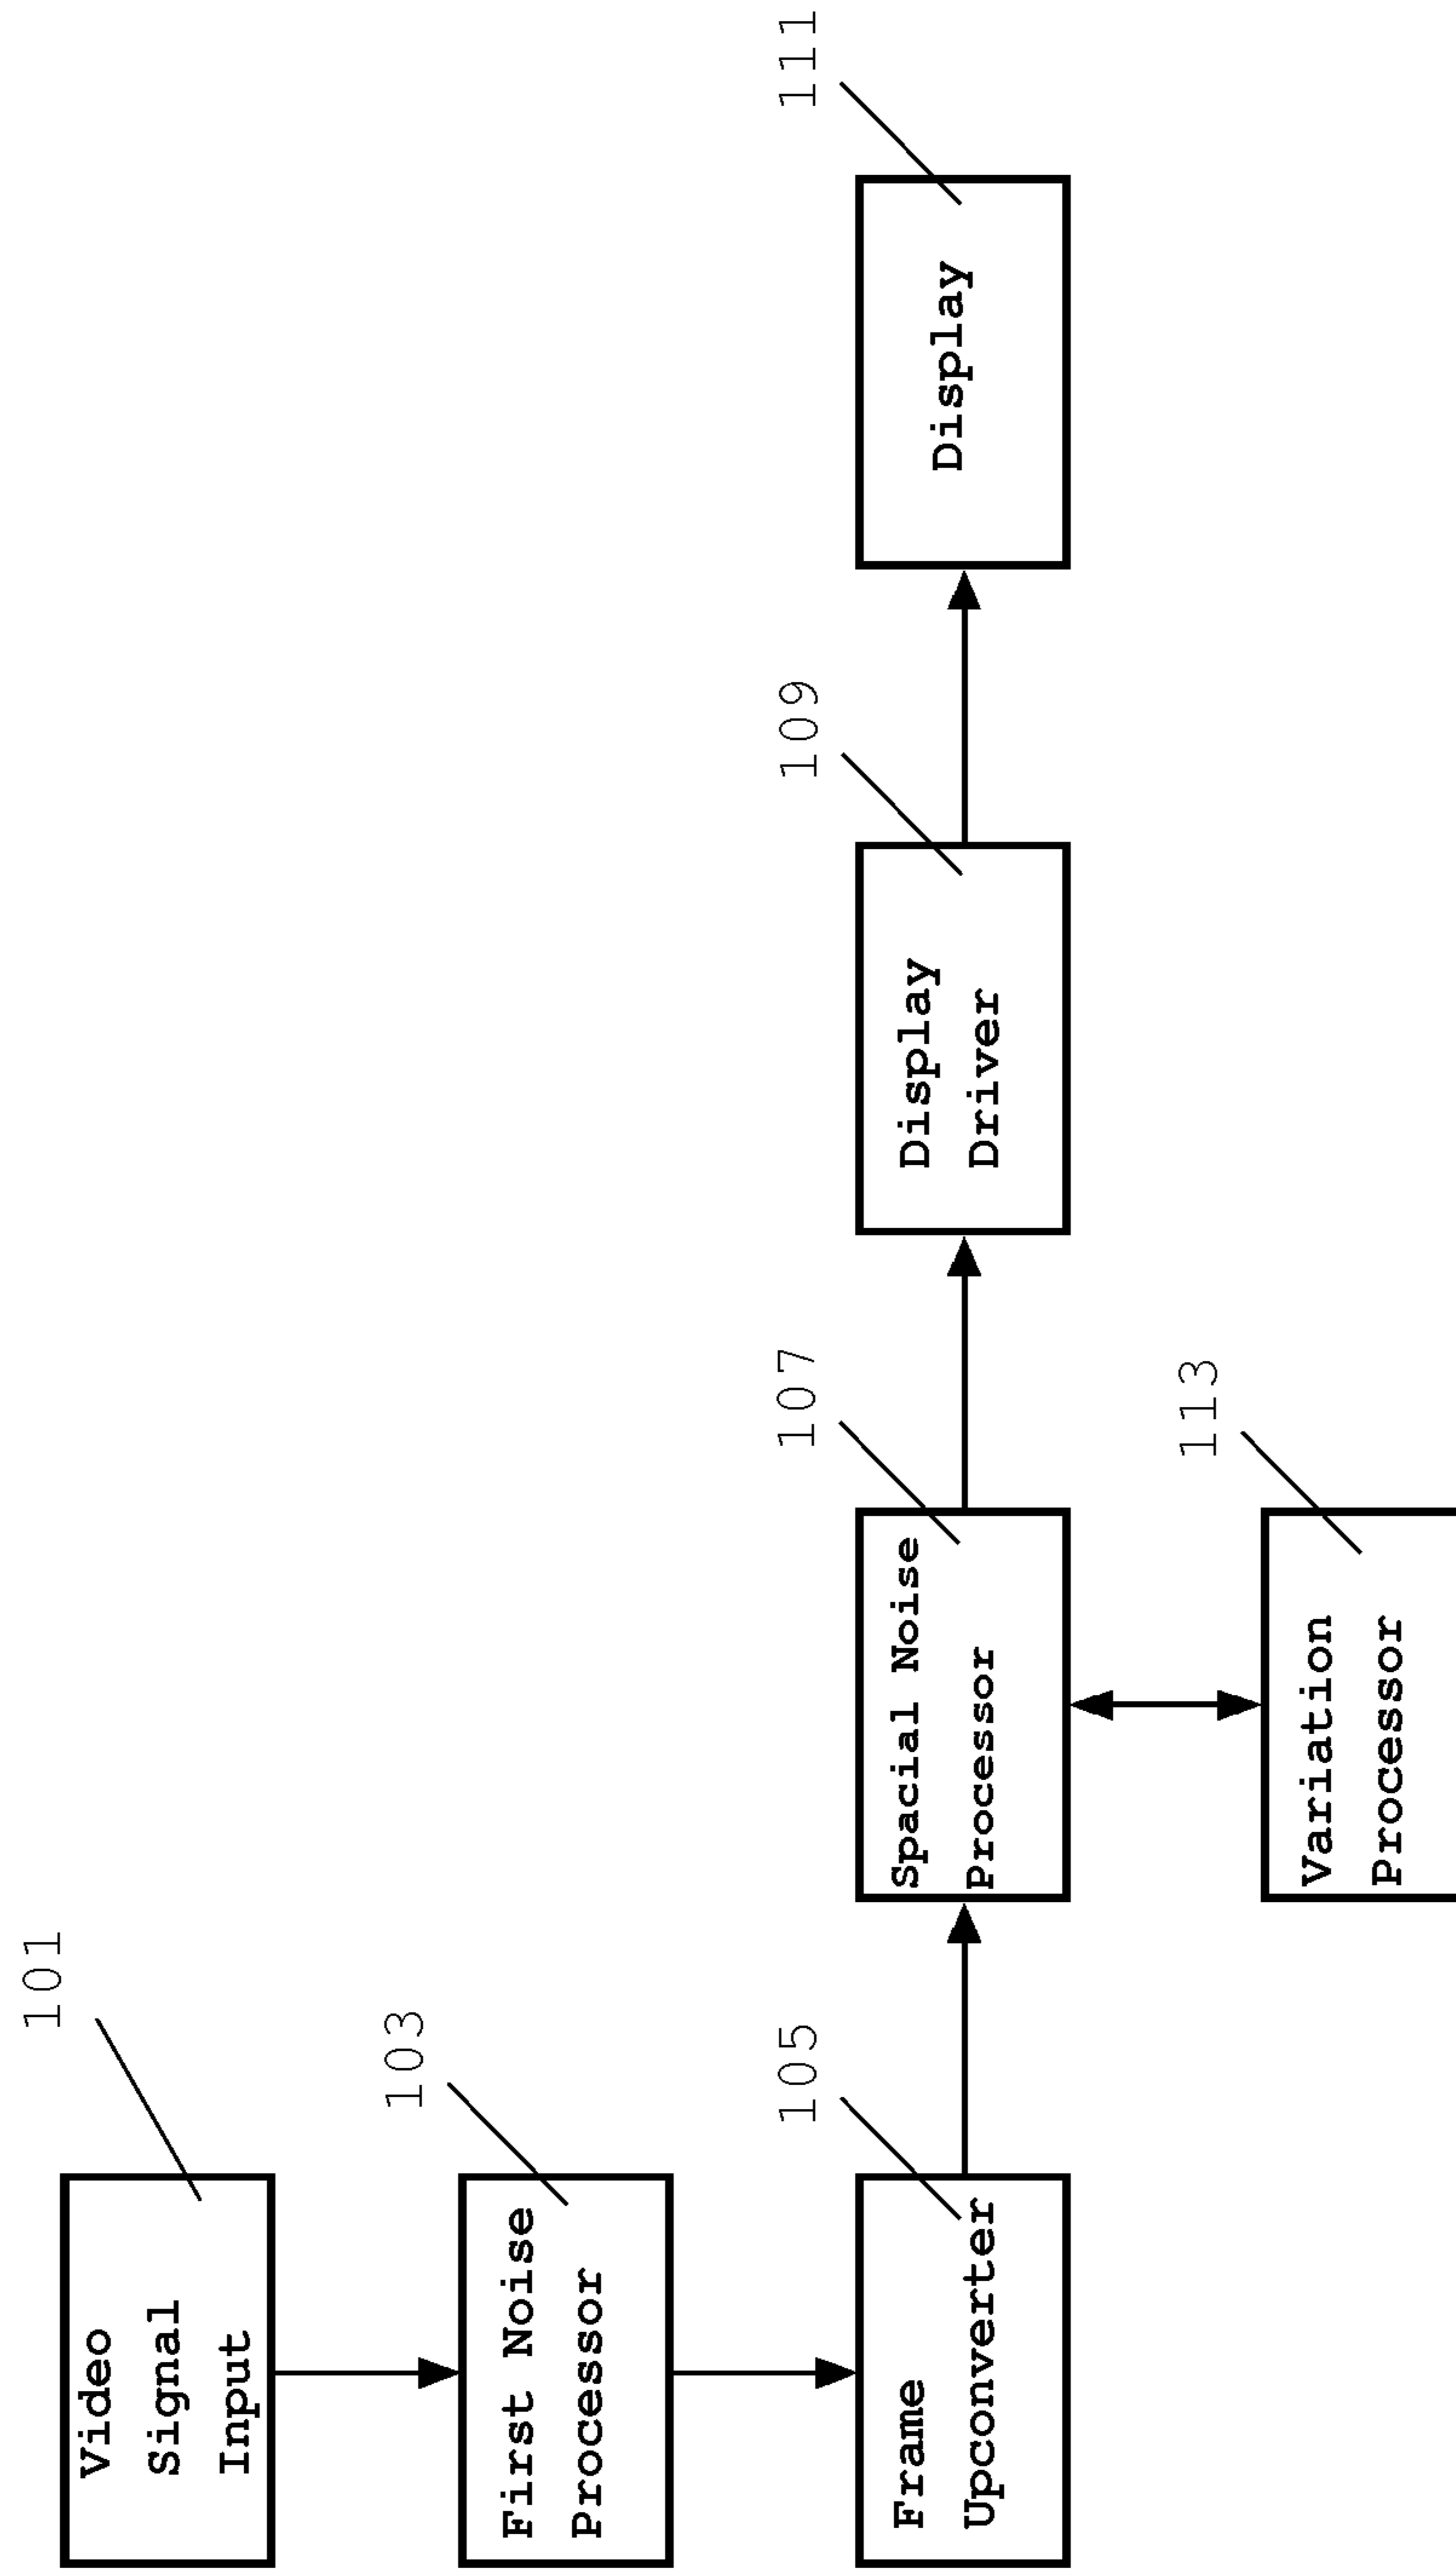 101
Video
Signal
Input
103
First Noise
Processor
105
Frame
Upconverter
107
Spacial Noise
Processor
109
Display
Driver
111
Display
113
Variation
Processor